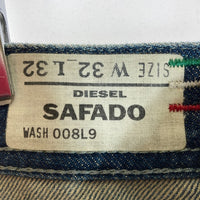 SIZE W 32 L 32
DIESEL
SAFADO
WASH 008L9